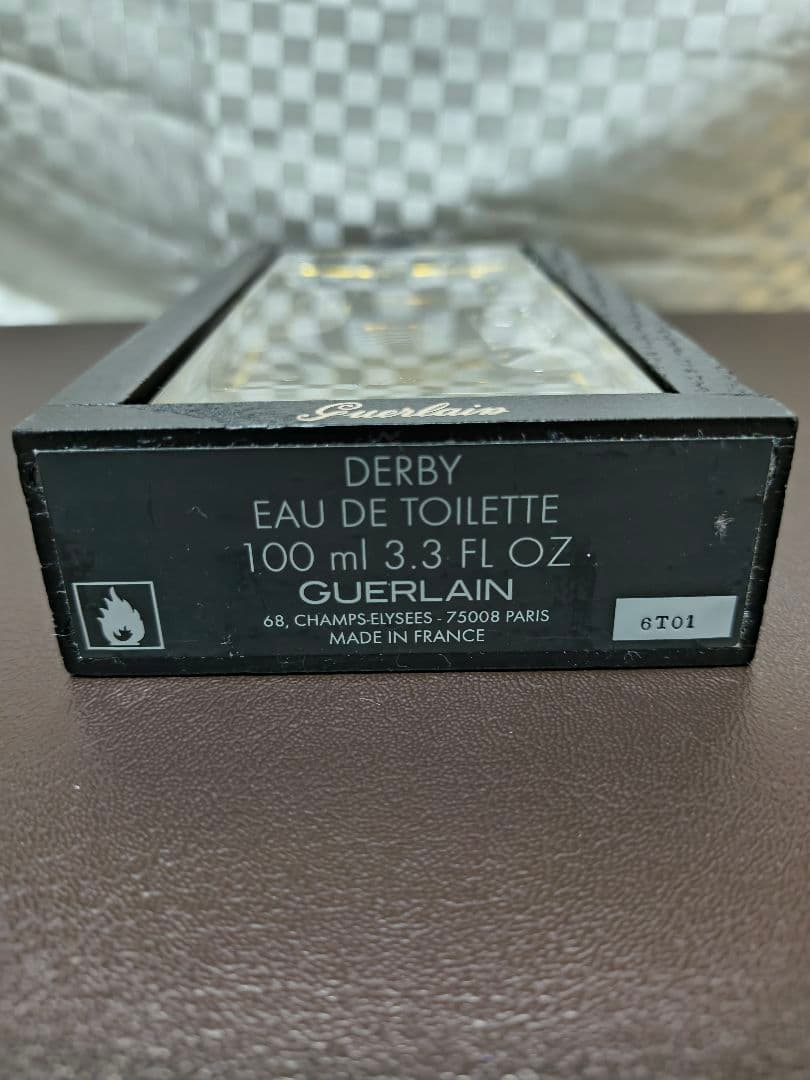 Guerlain
DERBY
EAU DE TOILETTE
100 ml 3.3 FL OZ
GUERLAIN
68, CHAMPS-ELYSEES - 75008 PARIS
MADE IN FRANCE
6T01